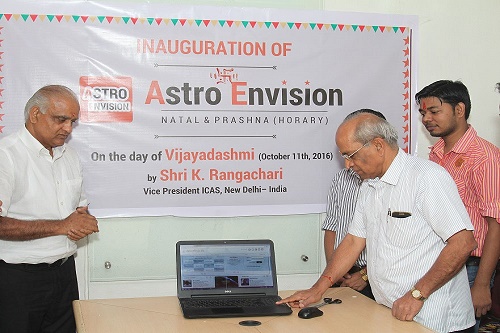 INAUGURATION OF
ASTRO
ENVISION
Astro Envision
NATAL & PRASHNA (HORARY)
On the day of Vijayadashmi (October 11th, 2016)
by Shri K. Rangachari
Vice President ICAS, New Delhi– India
DELL